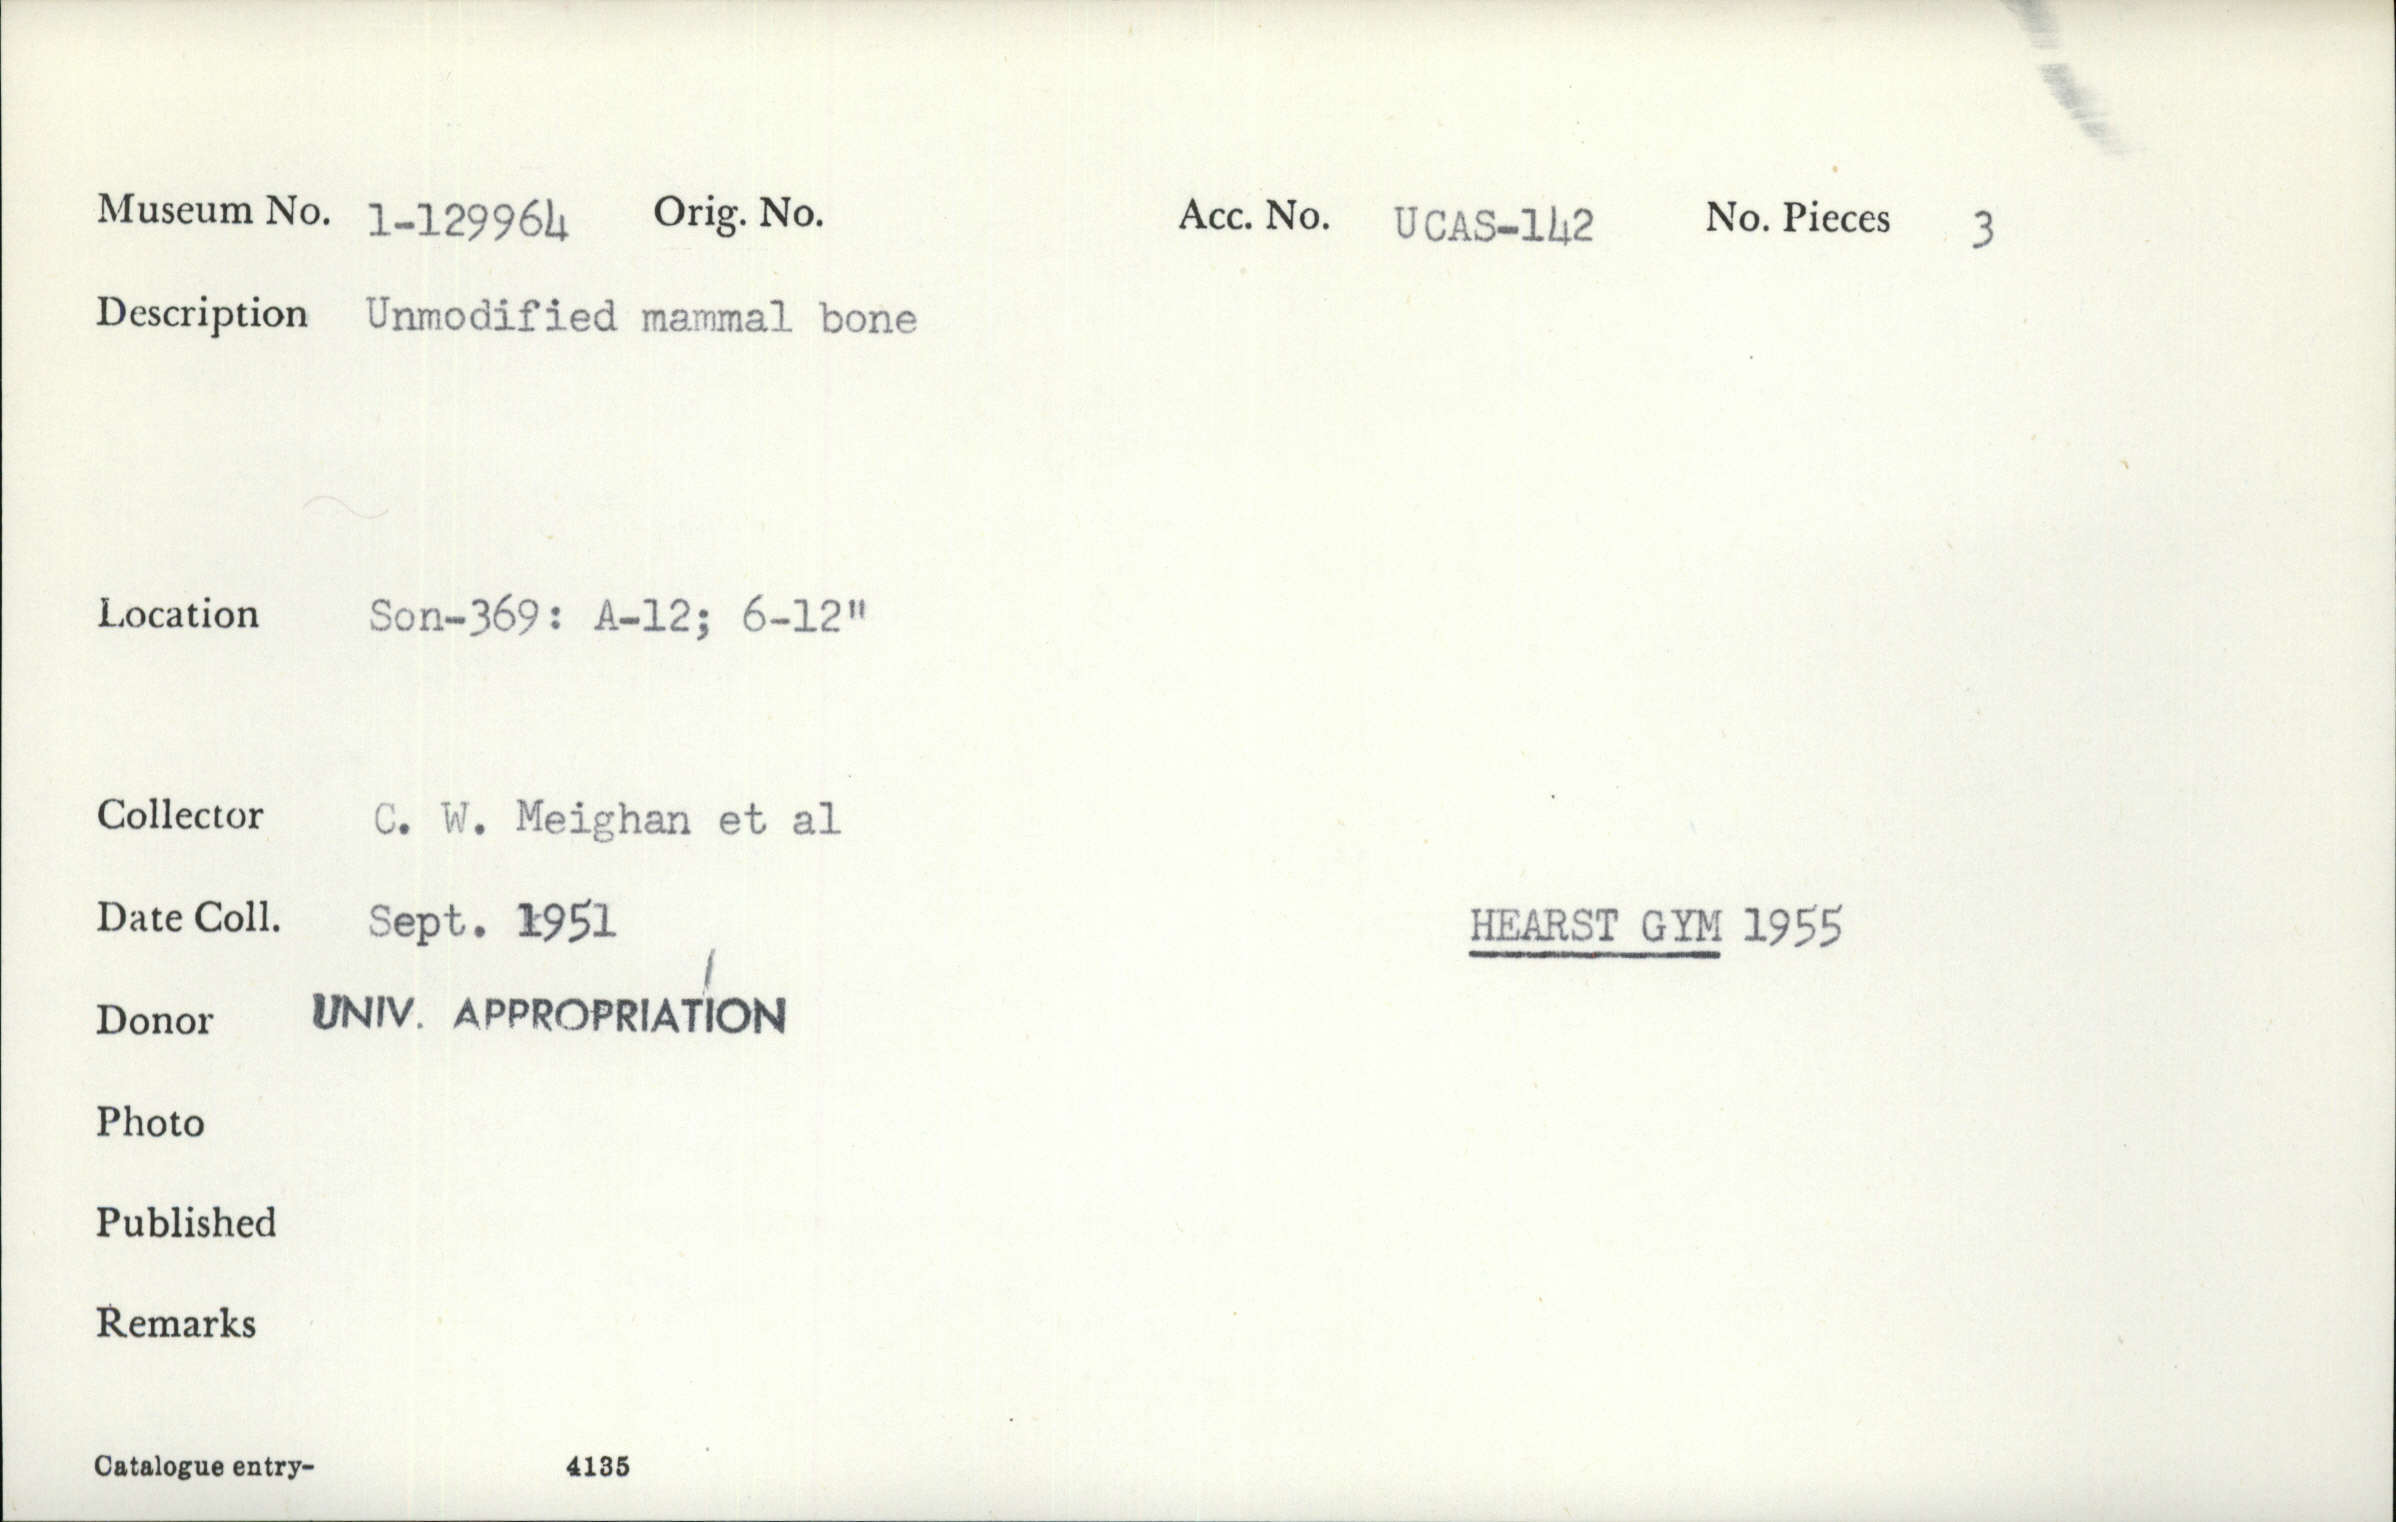 Museum No. 1-129964 Orig. No. Acc. No. UCAS-142 No. Pieces 3
Description Unmodified mammal bone
Location Son-369: A-12; 6-12"
Collector C. W. Meighan et al
Date Coll. Sept. 1951 HEARST GYM 1955
Donor UNIV. APPROPRIATION
Photo
Published
Remarks
Catalogue entry- 4135